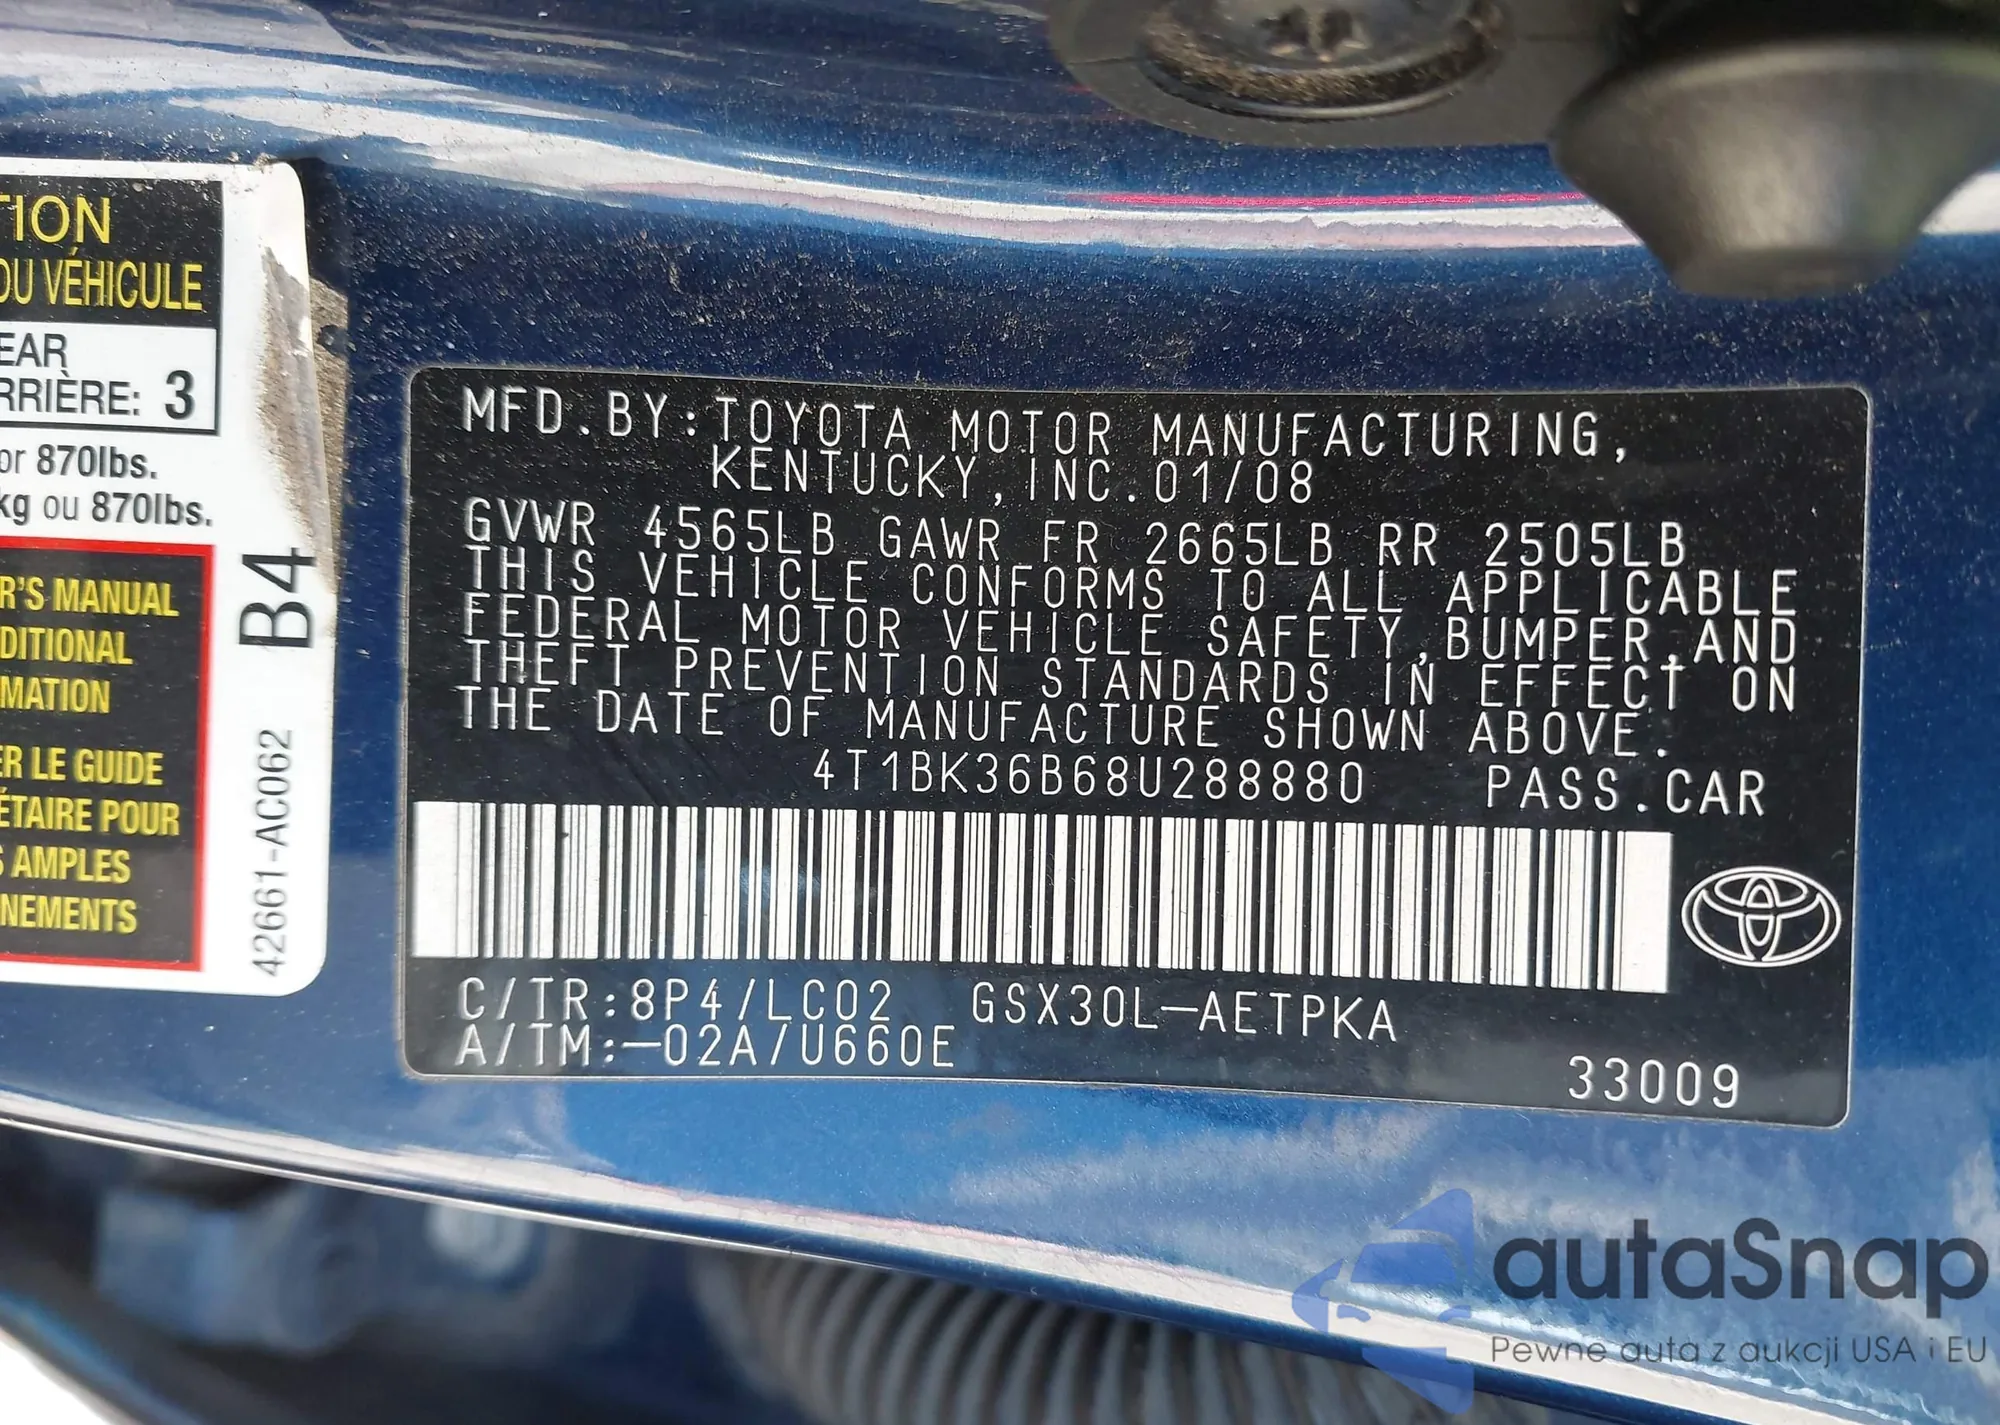 TION
DU VÉHICULE
EAR
RRIÈRE: 3
or 870lbs.
kg ou 870lbs.
R'S MANUAL
DITIONAL
MATION
R LE GUIDE
ÉTAIRE POUR
S AMPLES
NEMENTS
B4
42661-AC062
MFD.BY:TOYOTA MOTOR MANUFACTURING,
KENTUCKY,INC.01/08
GVWR 4565LB GAWR FR 2665LB RR 2505LB
THIS VEHICLE CONFORMS TO ALL APPLICABLE
FEDERAL MOTOR VEHICLE SAFETY,BUMPER,AND
THEFT PREVENTION STANDARDS IN EFFECT ON
THE DATE OF MANUFACTURE SHOWN ABOVE.
4T1BK36B68U288880 PASS.CAR
C/TR:8P4/LC02 GSX30L-AETPKA
A/TM:-02A/U660E
33009
autaSnap
Pewne auta z aukcji USA i EU